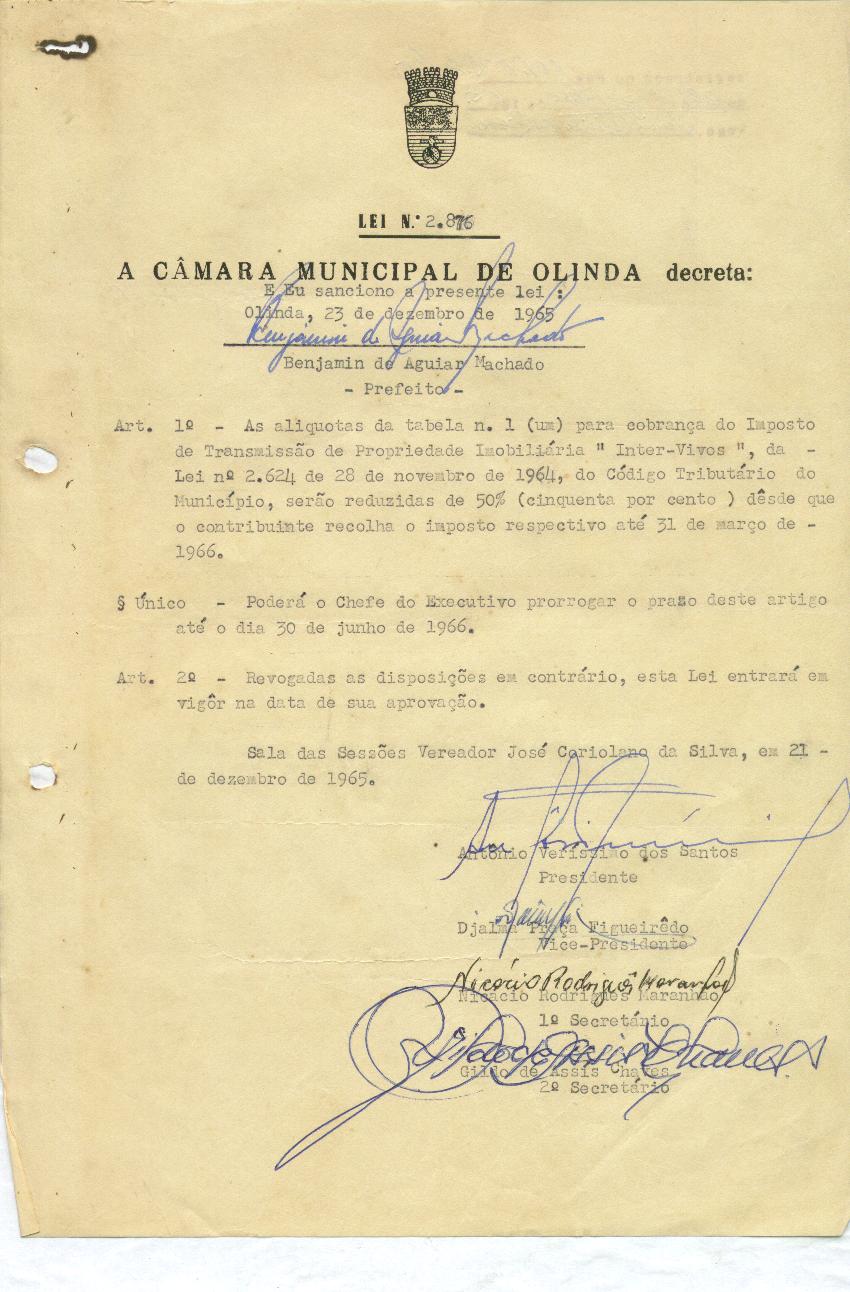 LEI N.º 2.876
A CÂMARA MUNICIPAL DE OLINDA decreta:
E Eu sanciono a presente lei :
Olinda, 23 de dezembro de 1965
Benjamin de Aguiar Machado
Benjamin de Aguiar Machado
- Prefeito -
Art. 1º - As aliquotas da tabela n. 1 (um) para cobrança do Imposto
de Transmissão de Propriedade Imobiliária " Inter-Vivos ", da -
Lei nº 2.624 de 28 de novembro de 1964, do Código Tributário do
Município, serão reduzidas de 50% (cinquenta por cento ) dêsde que
o contribuinte recolha o imposto respectivo até 31 de março de -
1966.
§ Único - Poderá o Chefe do Executivo prorrogar o prazo deste artigo
até o dia 30 de junho de 1966.
Art. 2º - Revogadas as disposições em contrário, esta Lei entrará em
vigôr na data de sua aprovação.
Sala das Sessões Vereador José Coriolano da Silva, em 21 -
de dezembro de 1965.
Antônio Veríssimo dos Santos
Presidente
Djalma Preça Figueirêdo
Vice-Presidente
Nicácio Rodrigues Maranhão
Nicácio Rodrigues Maranhão
1º Secretário
Gildo de Assis Chaves
Gildo de Assis Chaves
2º Secretário